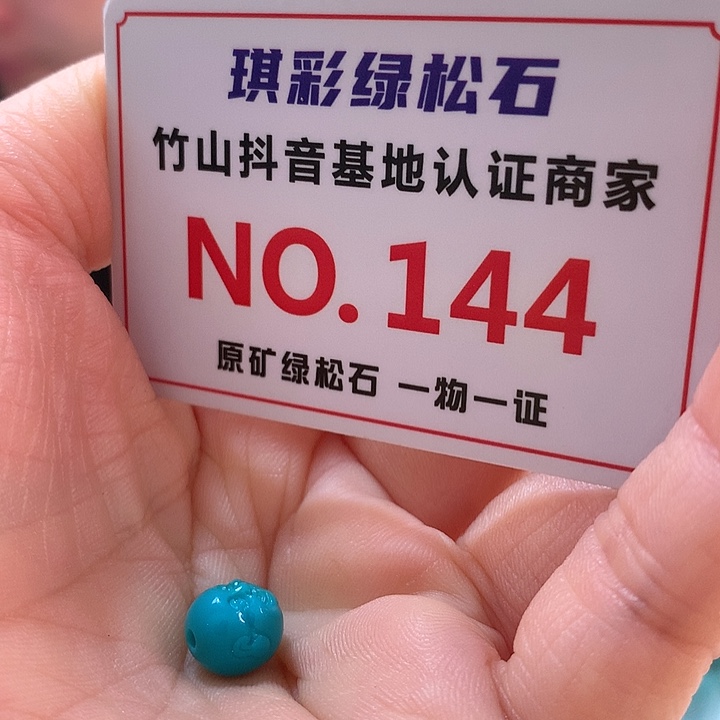 琪彩绿松石
竹山抖音基地认证商家
NO.144
原矿绿松石 一物一证